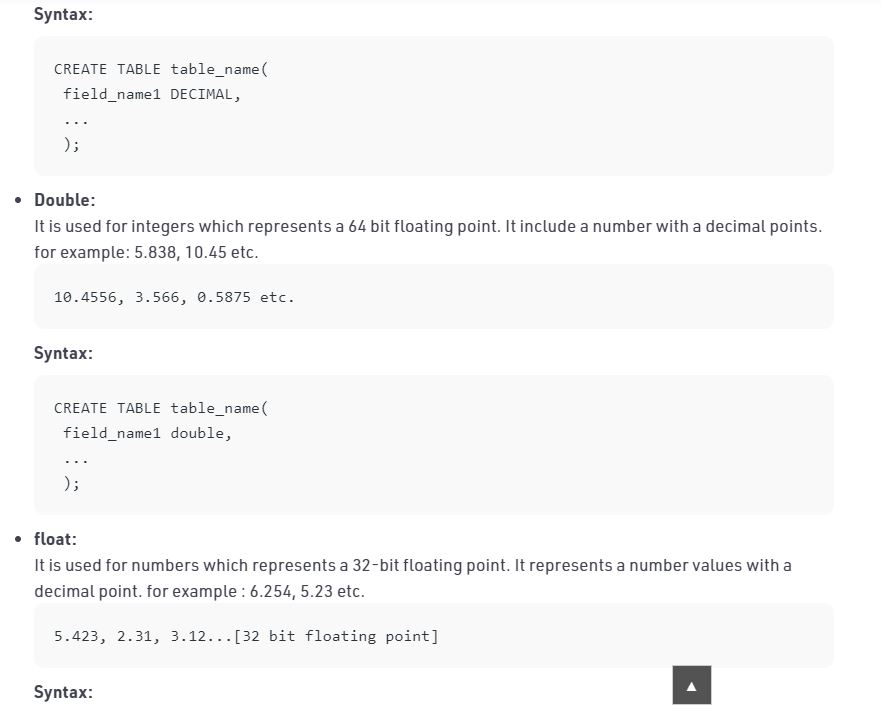 Syntax:
CREATE TABLE table_name(
field_name1 DECIMAL,
...
);
Double:
It is used for integers which represents a 64 bit floating point. It include a number with a decimal points.
for example: 5.838, 10.45 etc.
10.4556, 3.566, 0.5875 etc.
Syntax:
CREATE TABLE table_name(
field_name1 double,
...
);
float:
It is used for numbers which represents a 32-bit floating point. It represents a number values with a
decimal point. for example : 6.254, 5.23 etc.
5.423, 2.31, 3.12...[32 bit floating point]
Syntax: